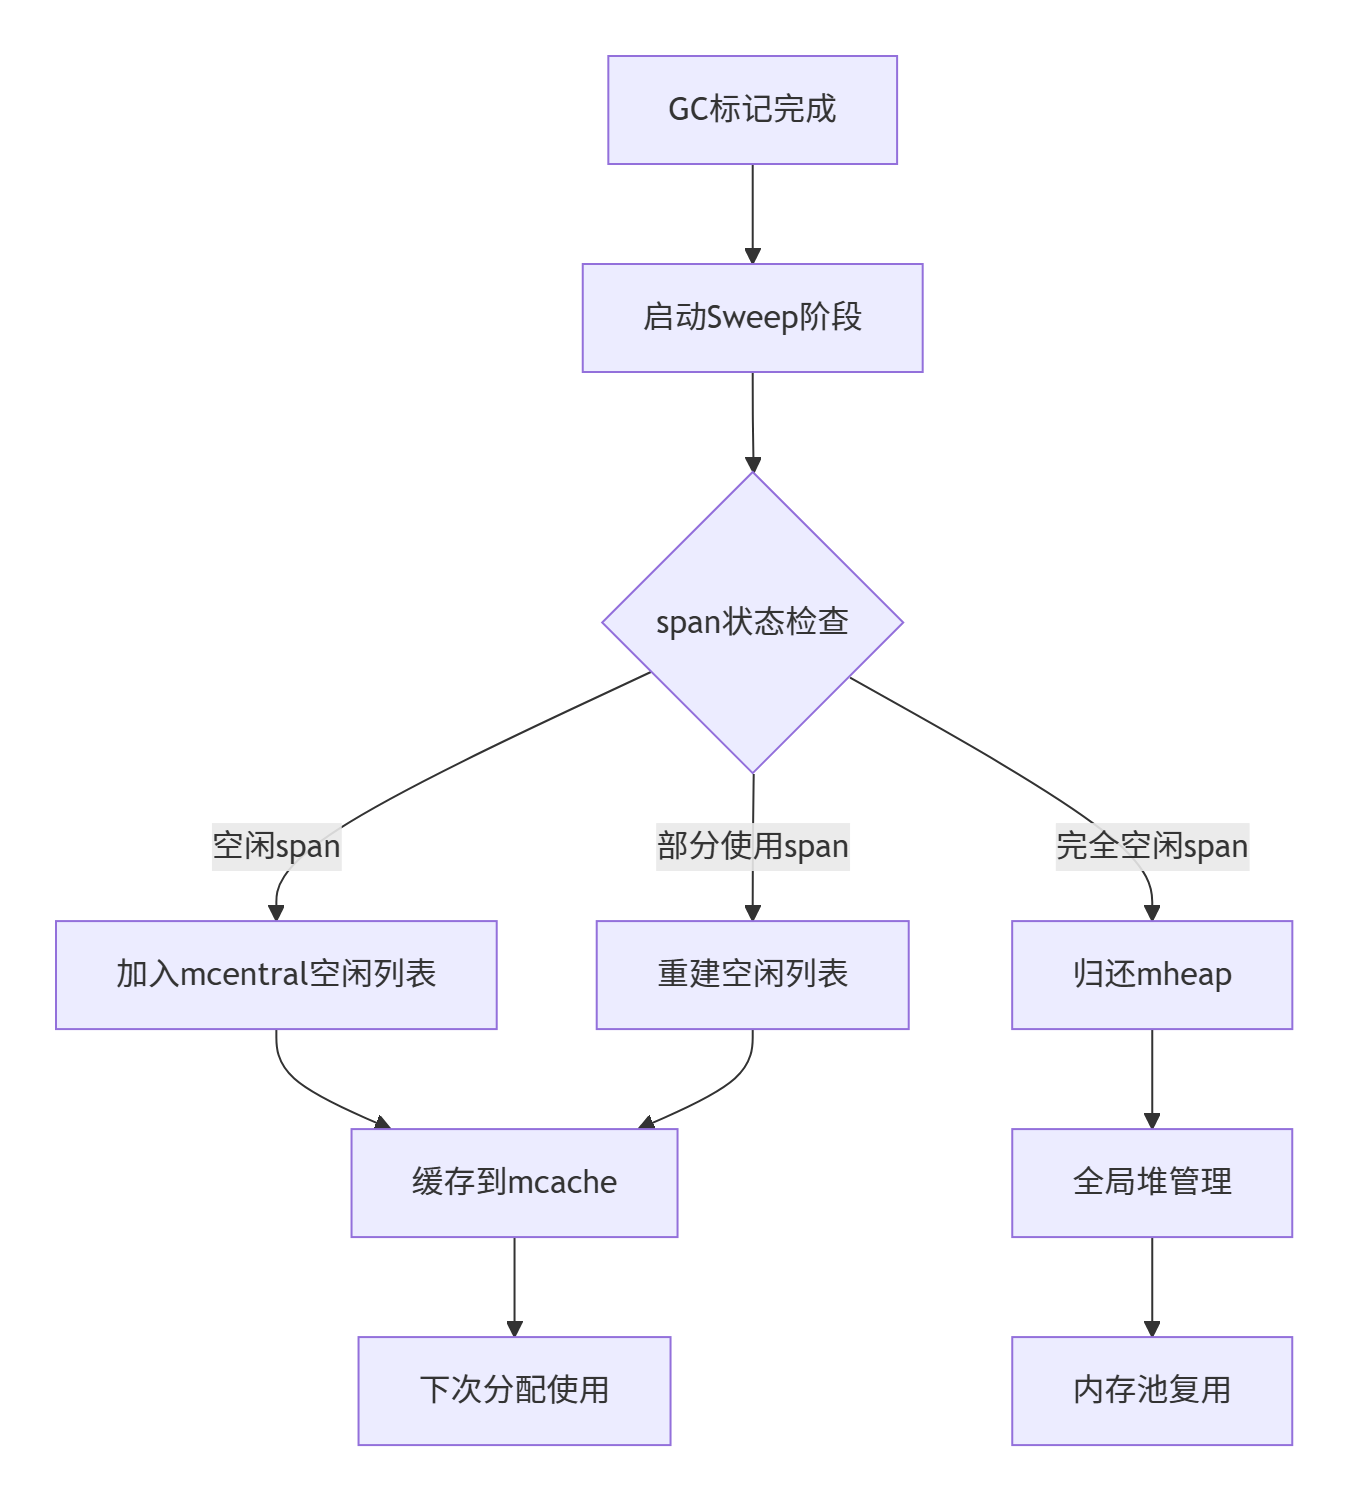 GC标记完成
启动Sweep阶段
span状态检查
空闲span
部分使用span
完全空闲span
加入mcentral空闲列表
重建空闲列表
归还mheap
缓存到mcache
全局堆管理
下次分配使用
内存池复用